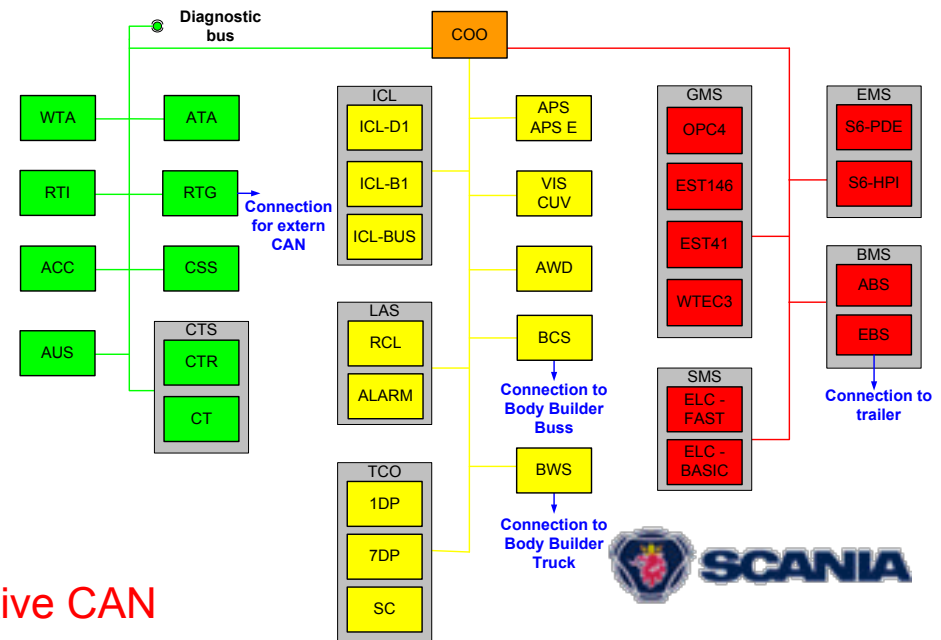 Diagnostic
bus
COO
WTA
ATA
RTI
RTG
Connection
for extern
CAN
ACC
CSS
AUS
CTS
CTR
CT
ICL
ICL-D1
ICL-B1
ICL-BUS
LAS
RCL
ALARM
TCO
1DP
7DP
SC
APS
APS E
VIS
CUV
AWD
BCS
Connection to
Body Builder
Buss
BWS
Connection to
Body Builder
Truck
GMS
OPC4
EST146
EST41
WTEC3
SMS
ELC -
FAST
ELC -
BASIC
EMS
S6-PDE
S6-HPI
BMS
ABS
EBS
Connection to
trailer
SCANIA
ive CAN